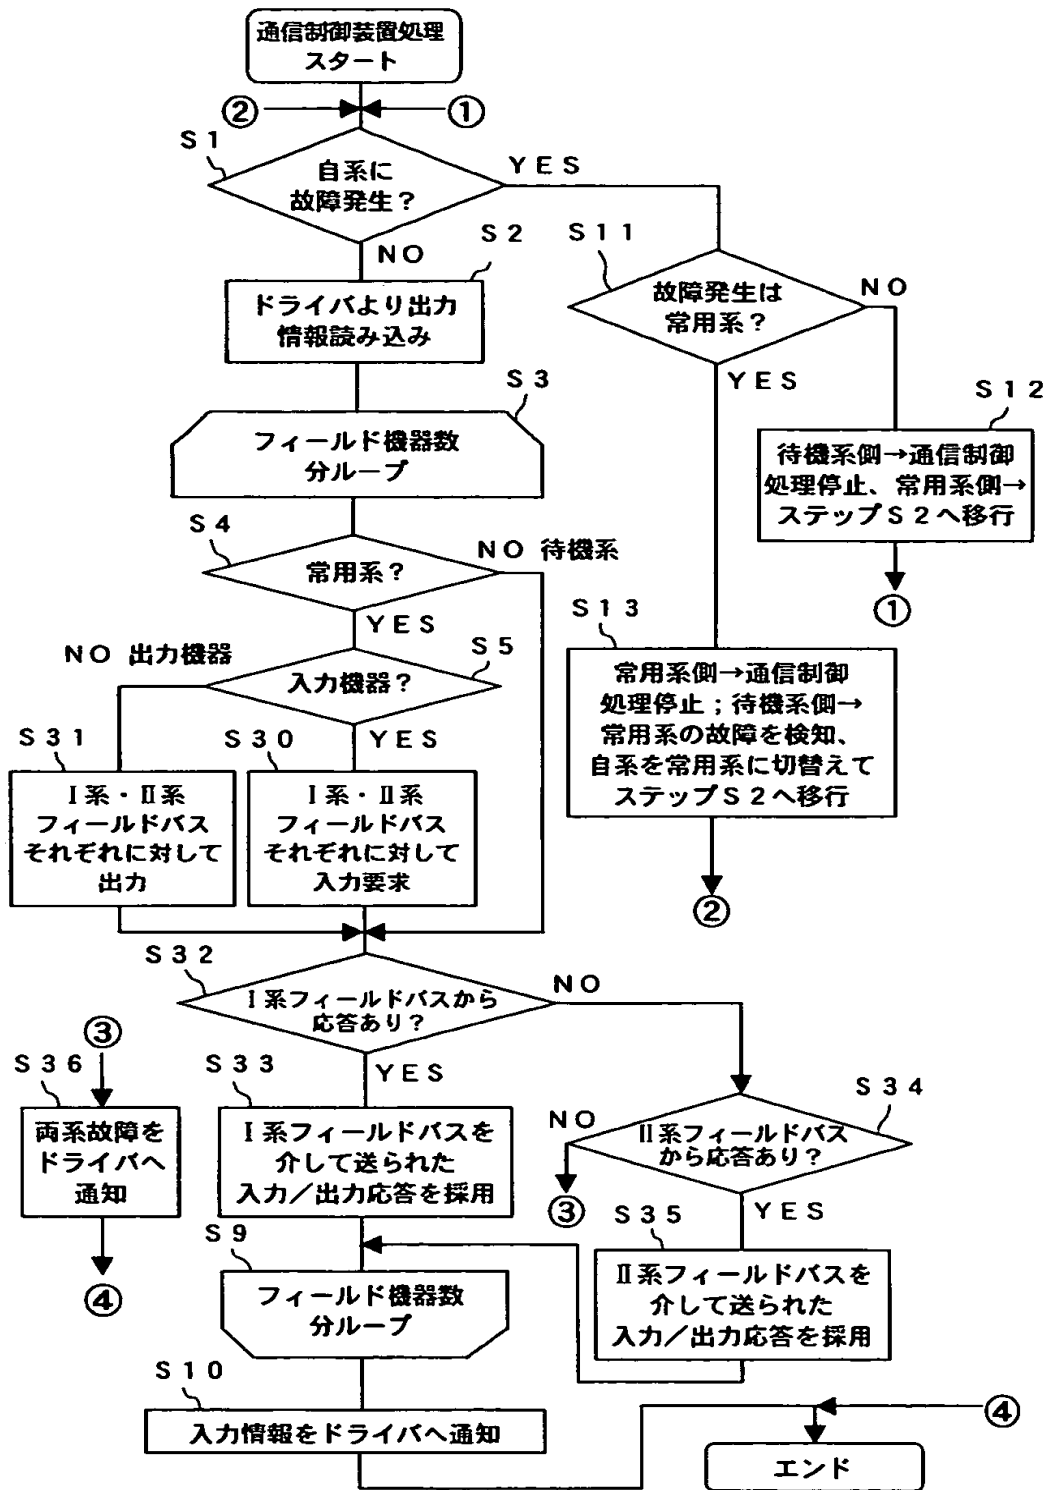 通信制御装置処理
スタート
②
①
S1
自系に
故障発生？
YES
NO
S2
ドライバより出力
情報読み込み
S11
故障発生は
常用系？
NO
YES
S12
待機系側→通信制御
処理停止、常用系側→
ステップS2へ移行
①
S3
フィールド機器数
分ループ
S4
常用系？
NO 待機系
YES
S13
常用系側→通信制御
処理停止；待機系側→
常用系の故障を検知、
自系を常用系に切替えて
ステップS2へ移行
②
NO 出力機器
S5
入力機器？
YES
S31
Ⅰ系・Ⅱ系
フィールドバス
それぞれに対して
出力
S30
Ⅰ系・Ⅱ系
フィールドバス
それぞれに対して
入力要求
S32
Ⅰ系フィールドバスから
応答あり？
NO
YES
③
S36
両系故障を
ドライバへ
通知
④
S33
Ⅰ系フィールドバスを
介して送られた
入力／出力応答を採用
S34
Ⅱ系フィールドバス
から応答あり？
NO
③
YES
S35
Ⅱ系フィールドバスを
介して送られた
入力／出力応答を採用
S9
フィールド機器数
分ループ
S10
入力情報をドライバへ通知
④
エンド